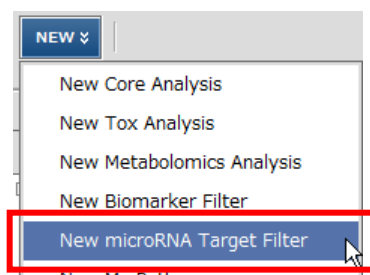 NEW
New Core Analysis
New Tox Analysis
New Metabolomics Analysis
New Biomarker Filter
New microRNA Target Filter